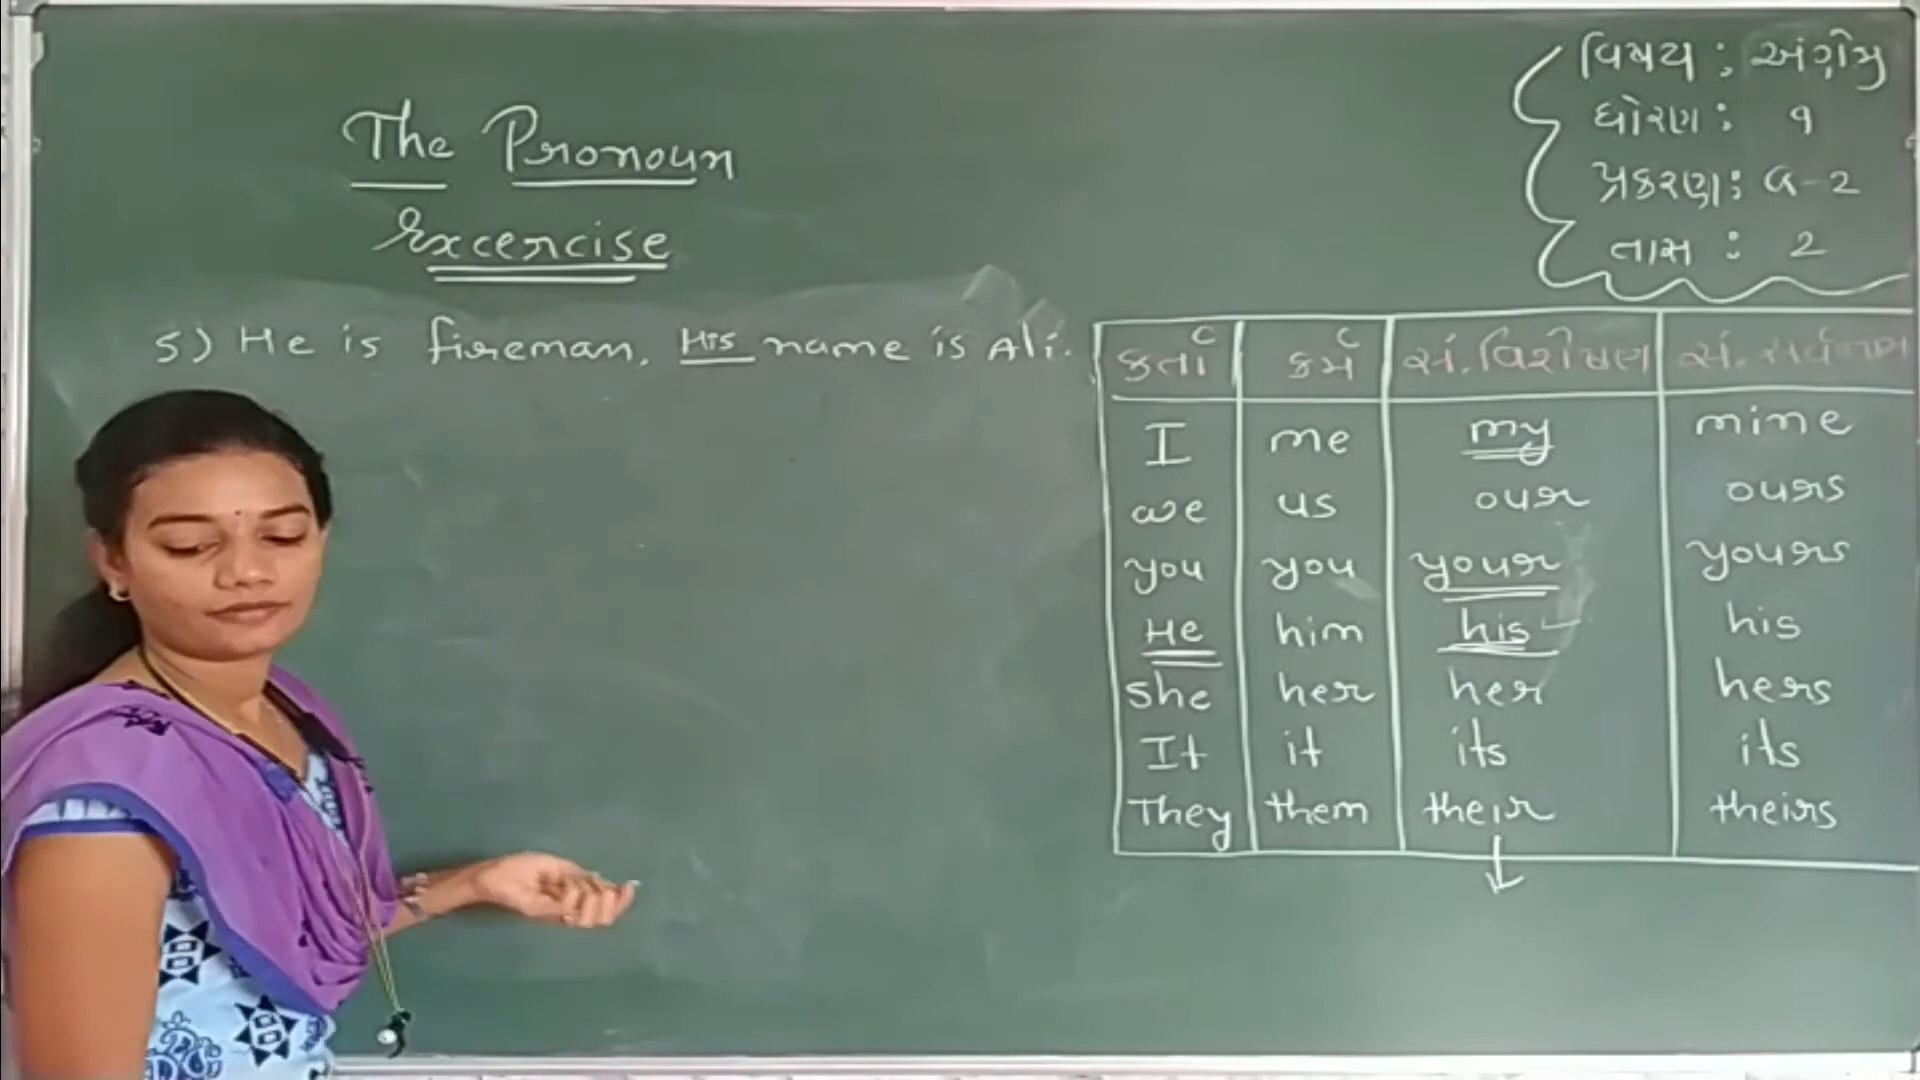 The Pronoun
Excercise
વિષય : અંગ્રેજી
ધોરણ : ૧
પ્રકરણ : G-2
તાસ : 2
5) He is fireman, His name is Ali.
કર્તા કર્મ સં.વિશેષણ સં.સર્વનામ
I me my mine
we us our ours
you you your yours
He him his his
She her her hers
It it its its
They them their theirs